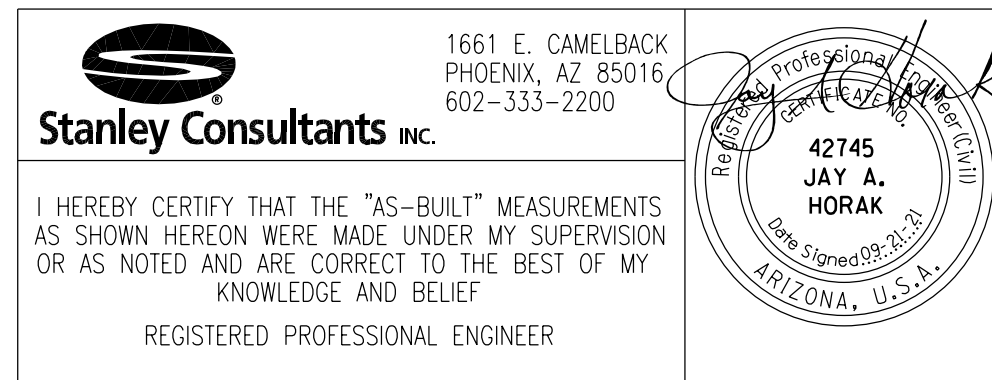 Stanley Consultants INC.
®
1661 E. CAMELBACK
PHOENIX, AZ 85016
602-333-2200
I HEREBY CERTIFY THAT THE "AS-BUILT" MEASUREMENTS
AS SHOWN HEREON WERE MADE UNDER MY SUPERVISION
OR AS NOTED AND ARE CORRECT TO THE BEST OF MY
KNOWLEDGE AND BELIEF
REGISTERED PROFESSIONAL ENGINEER
Registered Professional Engineer (Civil)
CERTIFICATE NO.
42745
JAY A.
HORAK
Date Signed 09-21-21
ARIZONA, U.S.A.
Jay A Horak